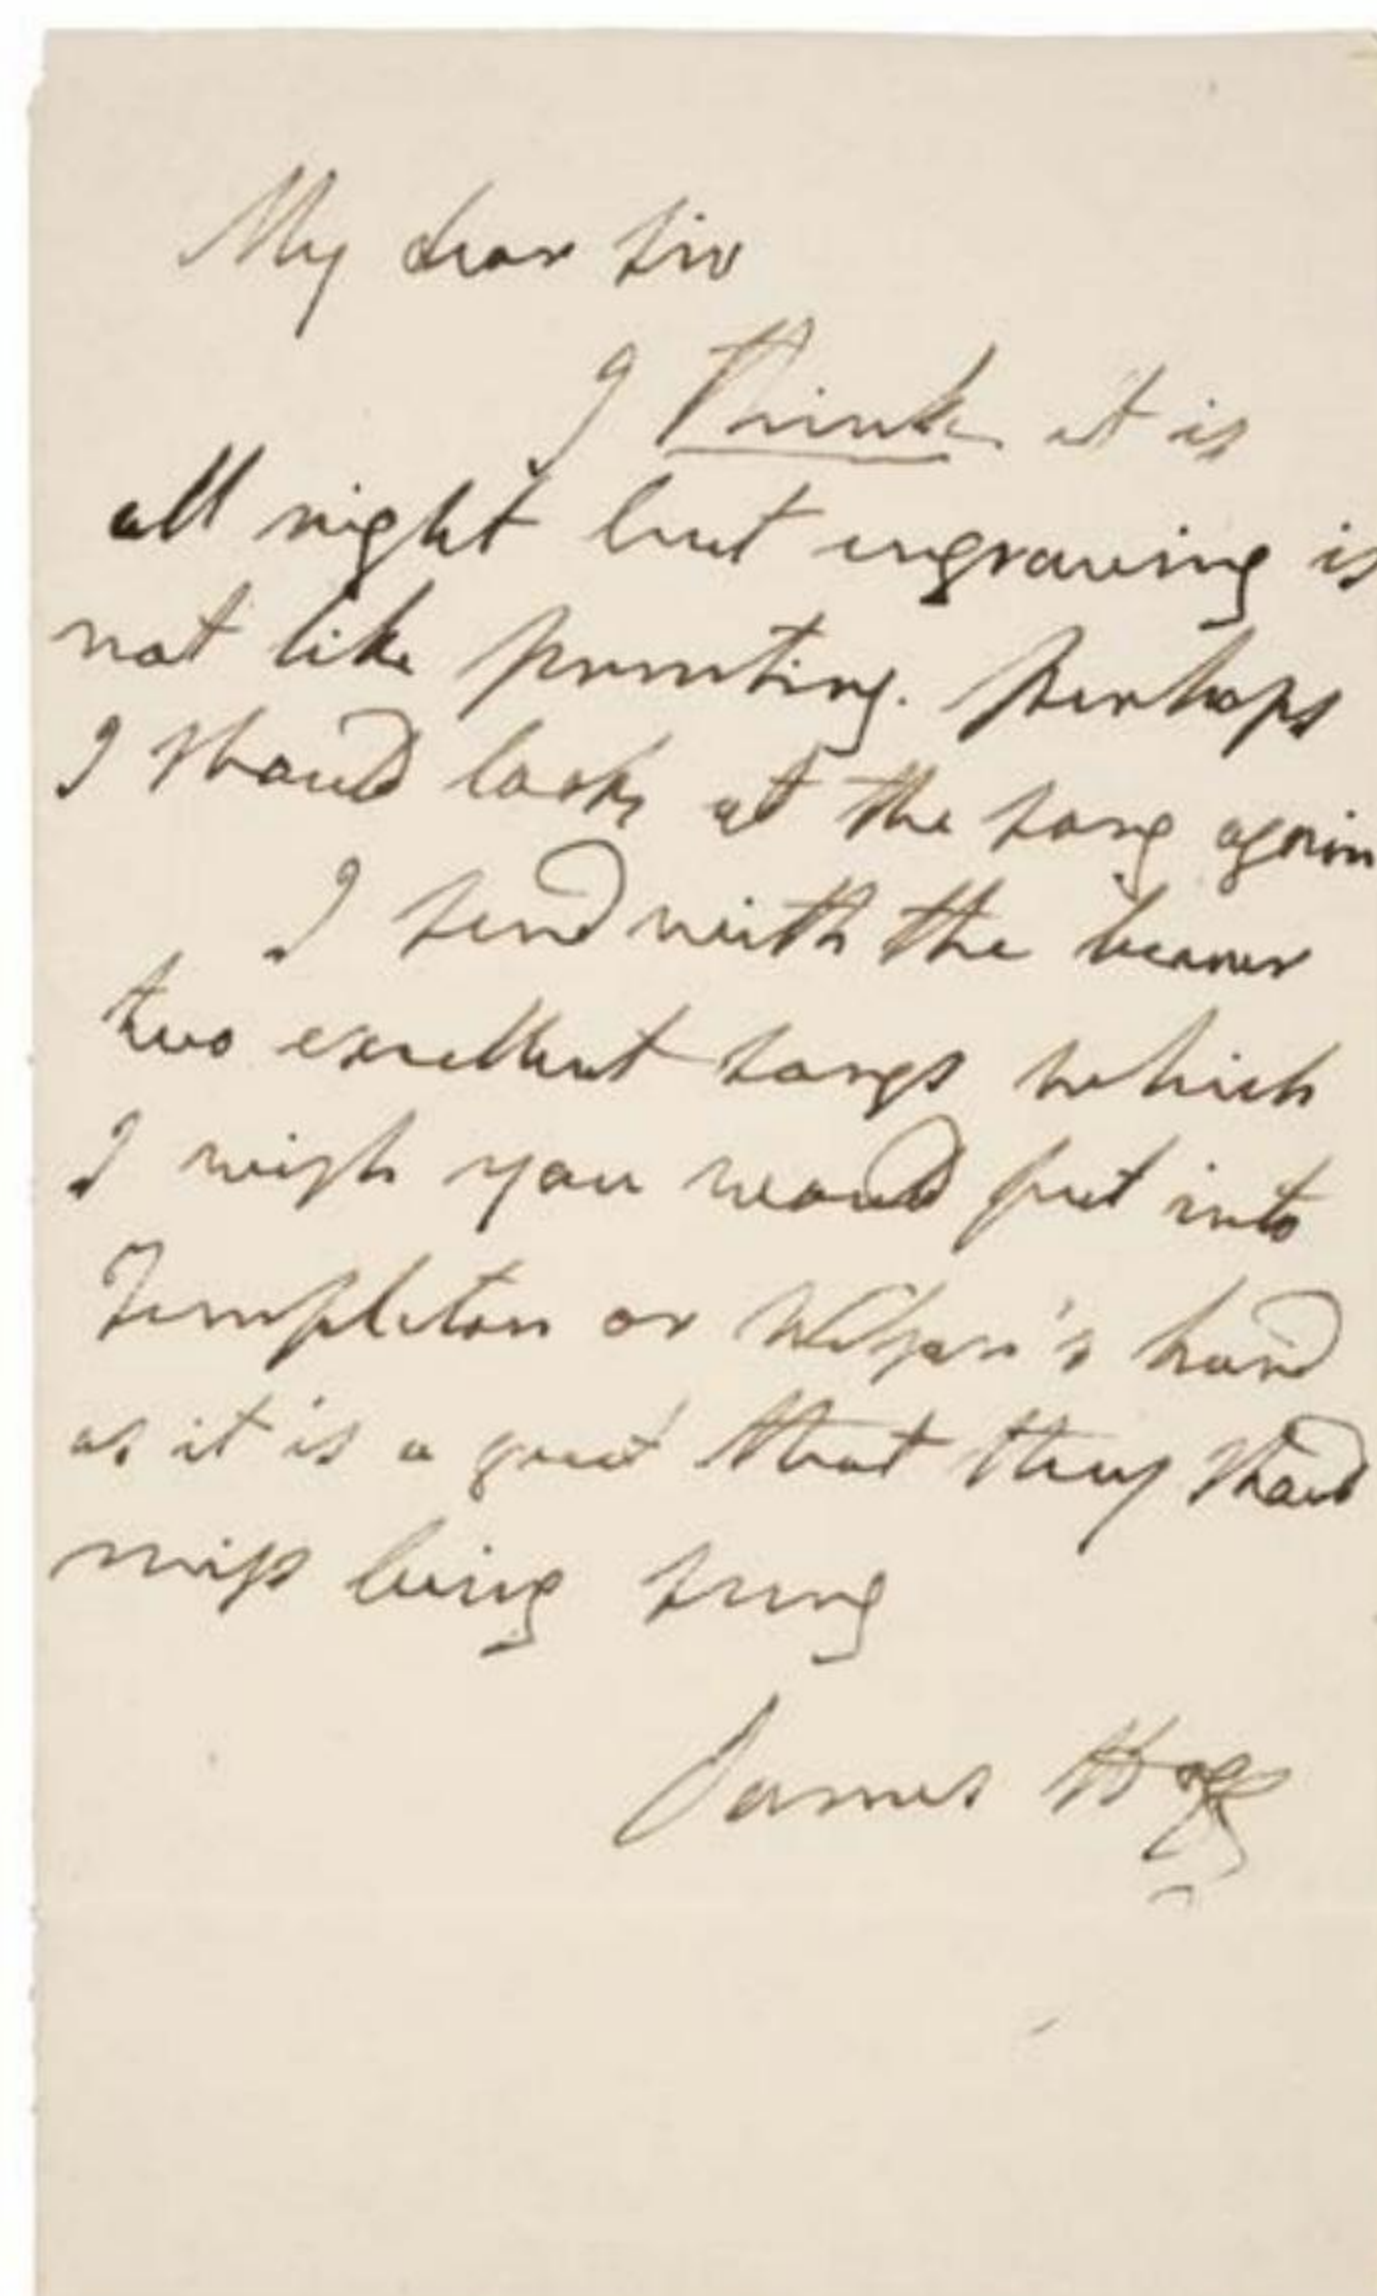 My dear Sir
I think it is
all right but engraving is
not like printing. Perhaps
I should look at the song again
I send with the bearer
two excellent songs which
I wish you would put into
Templeton or Wilson's hand
as it is a great that they should
miss being sung
James Hogg